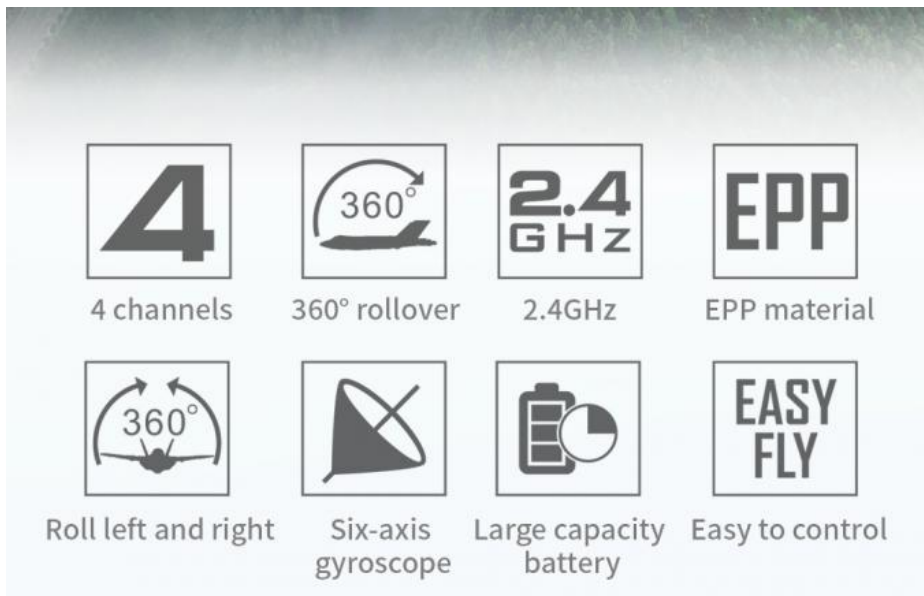 4
360°
2.4
GHz
EPP
4 channels
360° rollover
2.4GHz
EPP material
360°
EASY
FLY
Roll left and right
Six-axis
gyroscope
Large capacity
battery
Easy to control